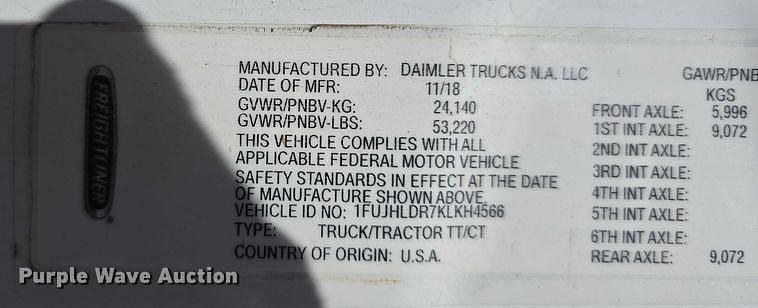 FREIGHTLINER
MANUFACTURED BY: DAIMLER TRUCKS N.A. LLC
DATE OF MFR: 11/18
GVWR/PNBV-KG: 24,140
GVWR/PNBV-LBS: 53,220
THIS VEHICLE COMPLIES WITH ALL
APPLICABLE FEDERAL MOTOR VEHICLE
SAFETY STANDARDS IN EFFECT AT THE DATE
OF MANUFACTURE SHOWN ABOVE.
VEHICLE ID NO: 1FUJHLDR7KLKH4566
TYPE: TRUCK/TRACTOR TT/CT
COUNTRY OF ORIGIN: U.S.A.
GAWR/PNB
KGS
FRONT AXLE: 5,996
1ST INT AXLE: 9,072
2ND INT AXLE:
3RD INT AXLE:
4TH INT AXLE:
5TH INT AXLE:
6TH INT AXLE:
REAR AXLE: 9,072
Purple Wave Auction